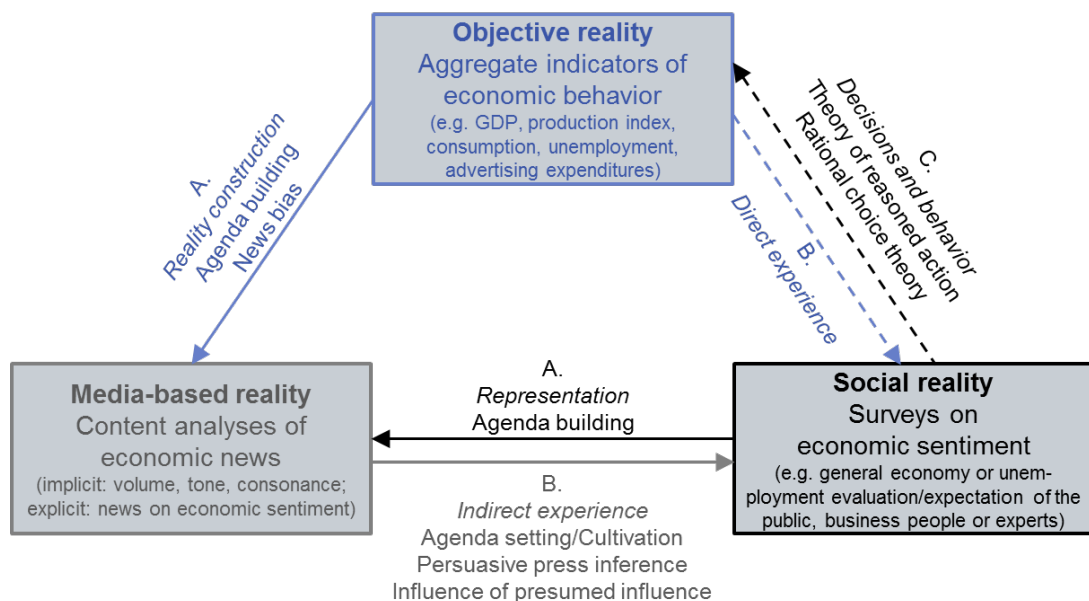 Objective reality
Aggregate indicators of
economic behavior
(e.g. GDP, production index,
consumption, unemployment,
advertising expenditures)
A.
Reality construction
Agenda building
News bias
B.
Direct experience
C.
Decisions and behavior
Theory of reasoned action
Rational choice theory
Media-based reality
Content analyses of
economic news
(implicit: volume, tone, consonance;
explicit: news on economic sentiment)
A.
Representation
Agenda building
B.
Indirect experience
Agenda setting/Cultivation
Persuasive press inference
Influence of presumed influence
Social reality
Surveys on
economic sentiment
(e.g. general economy or unem-
ployment evaluation/expectation of the
public, business people or experts)